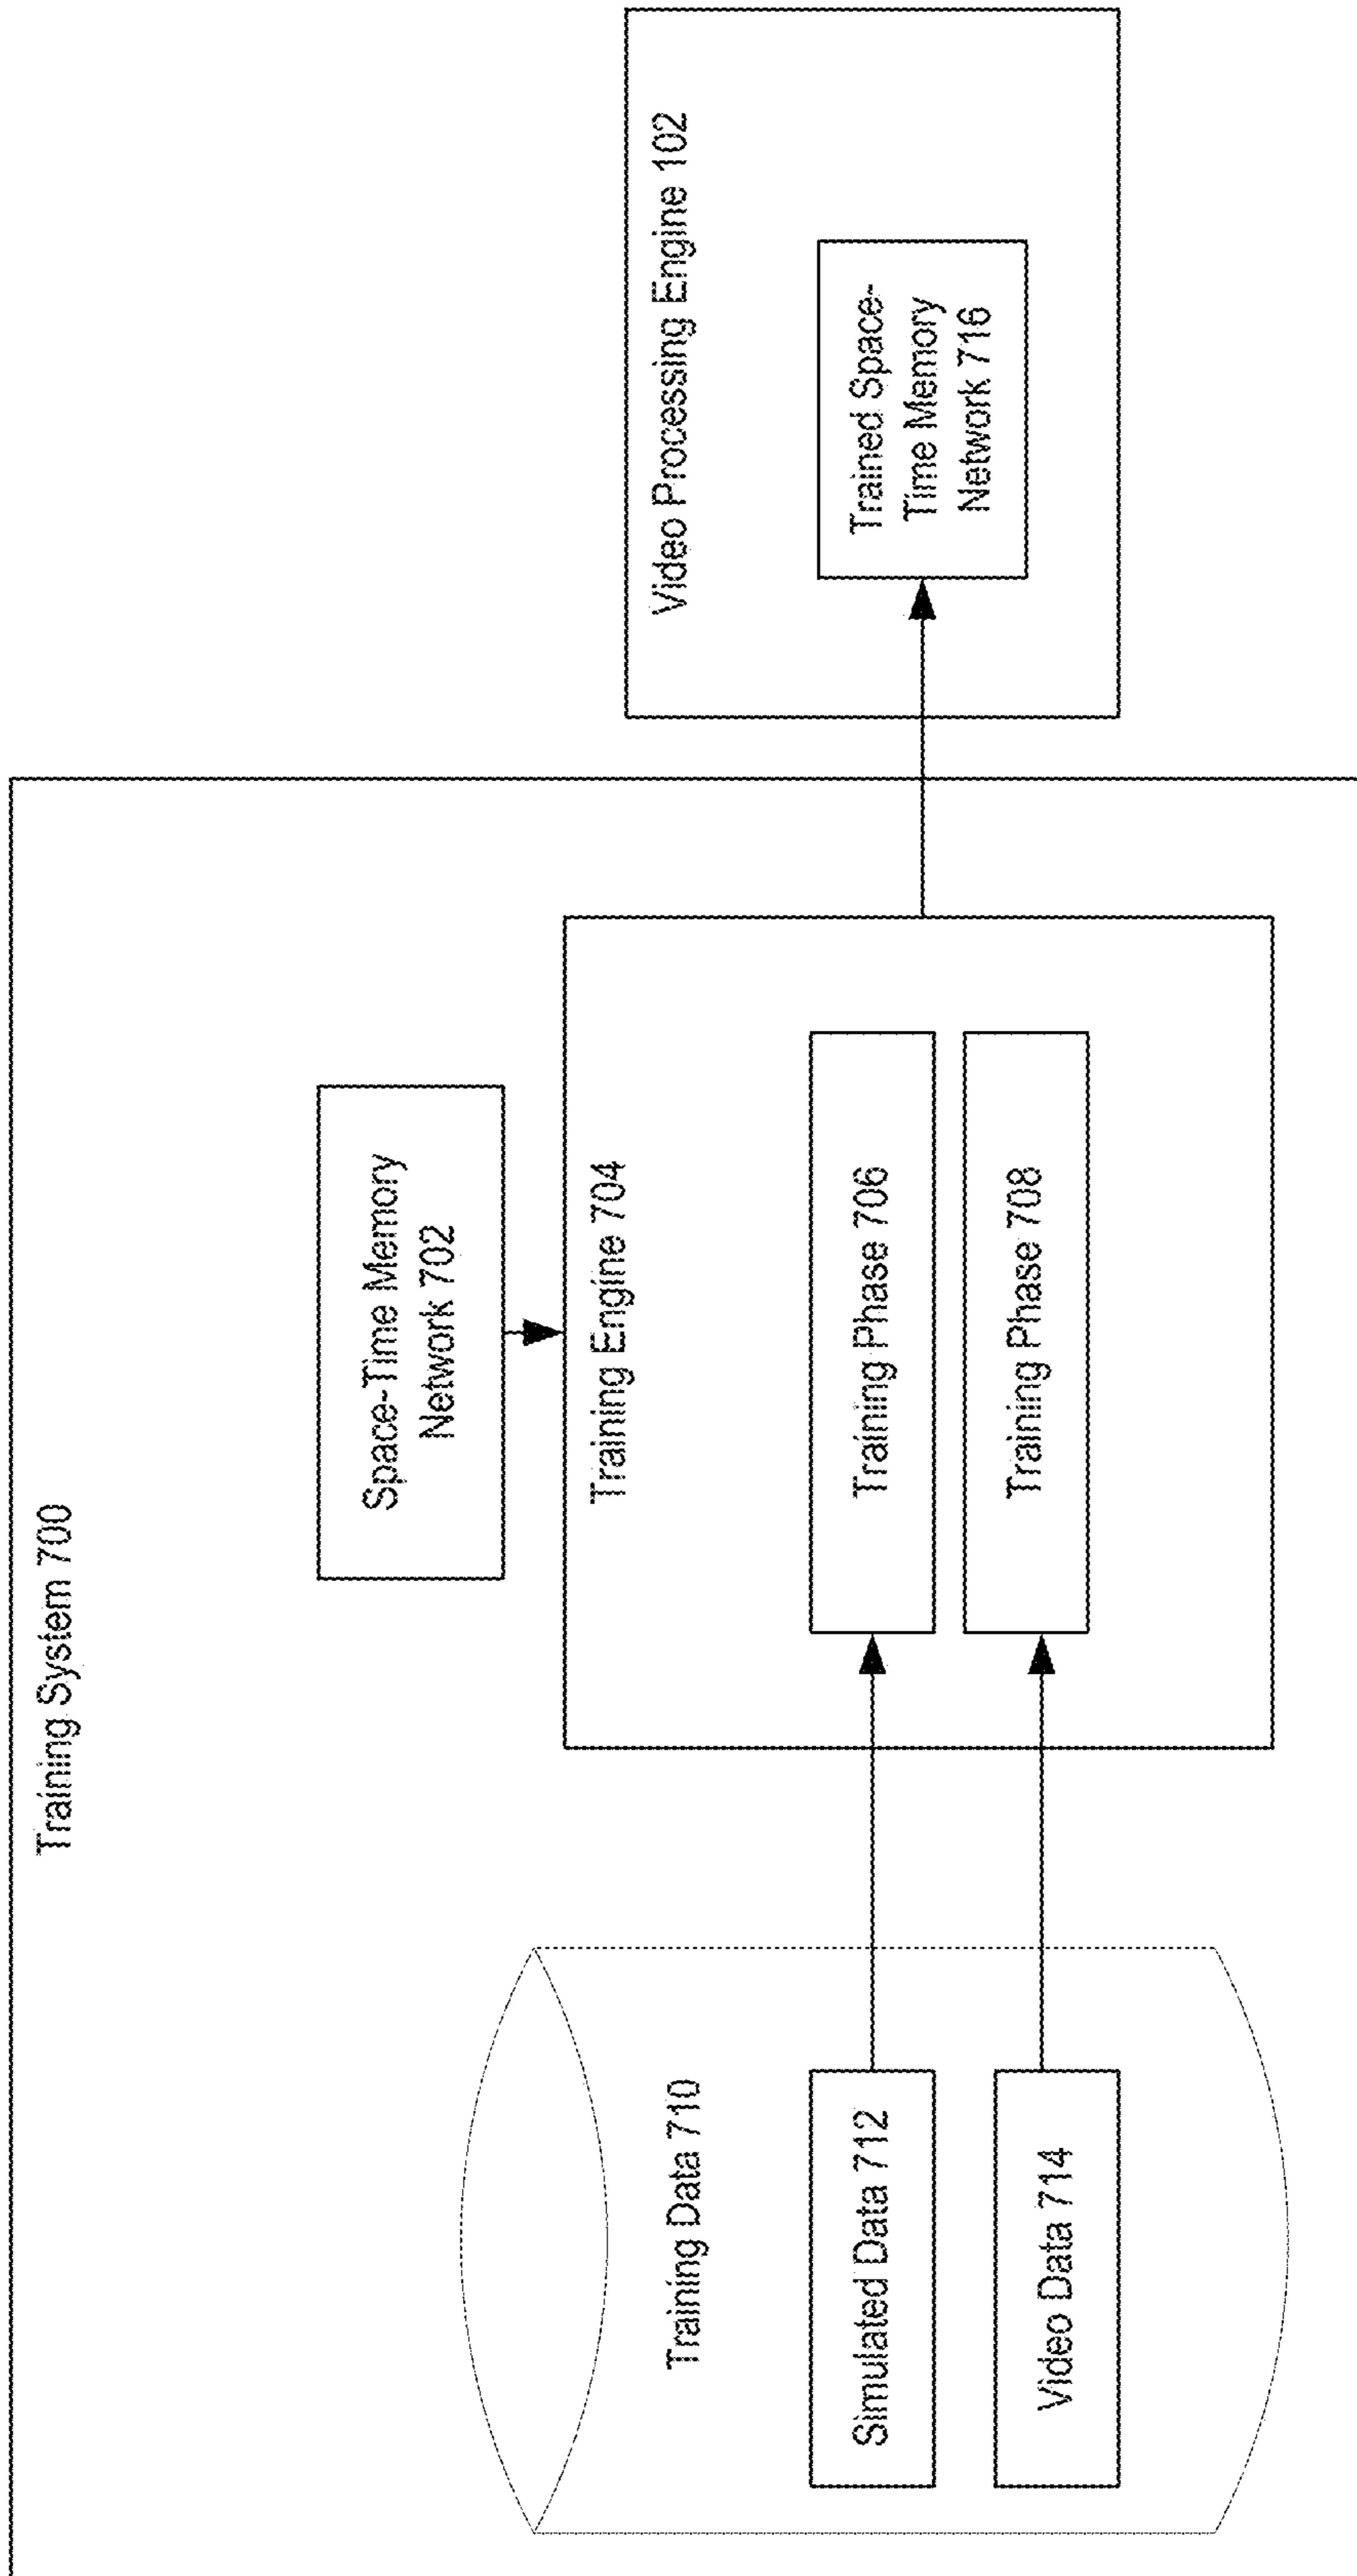 Training System 700
Space-Time Memory
Network 702
Training Data 710
Simulated Data 712
Video Data 714
Training Engine 704
Training Phase 706
Training Phase 708
Video Processing Engine 102
Trained Space-
Time Memory
Network 716